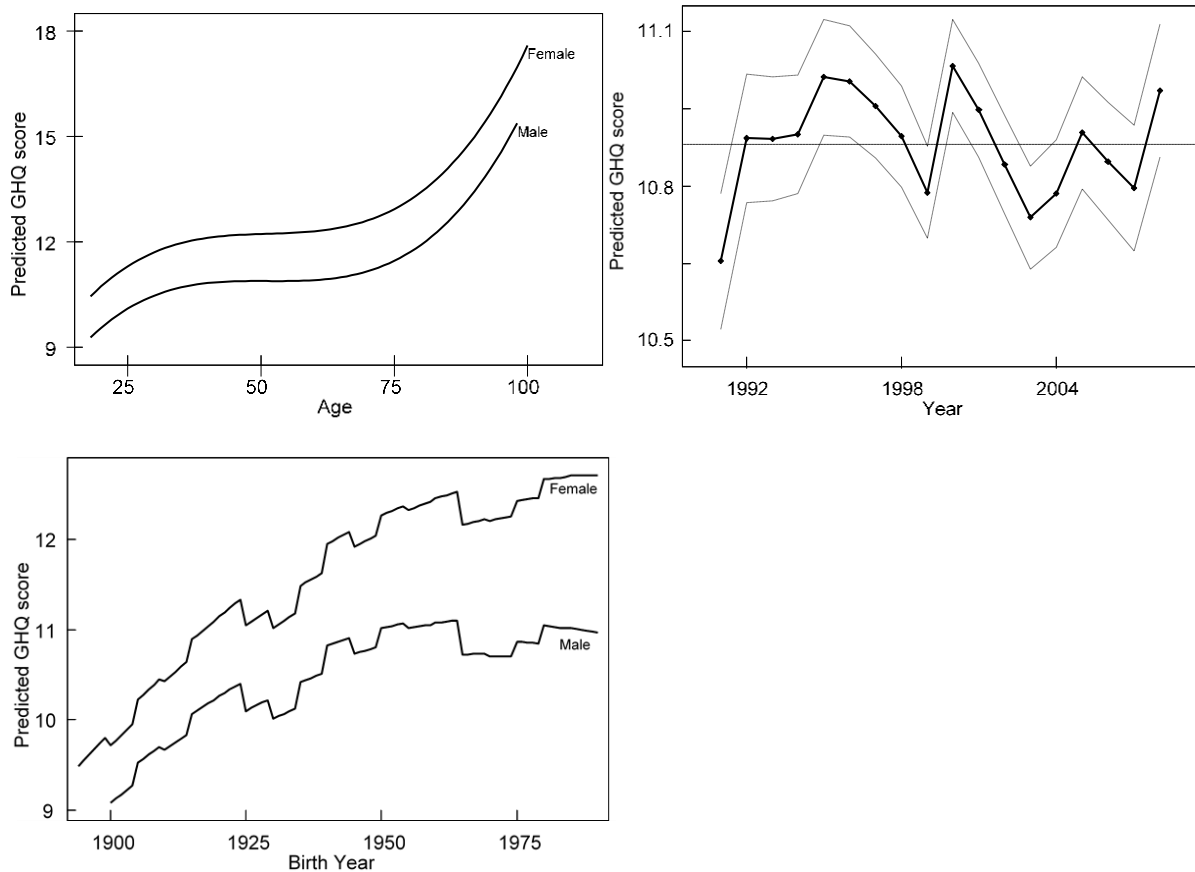 Predicted GHQ score
18
15
12
9
Female
Male
25 50 75 100
Age
Predicted GHQ score
11.1
10.8
10.5
1992 1998 2004
Year
Predicted GHQ score
12
11
10
9
Female
Male
1900 1925 1950 1975
Birth Year